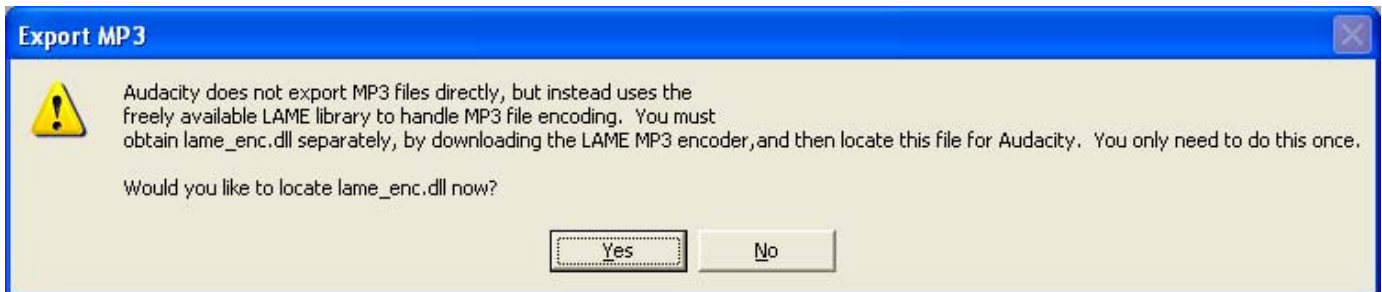 Export MP3
Audacity does not export MP3 files directly, but instead uses the
freely available LAME library to handle MP3 file encoding.  You must
obtain lame_enc.dll separately, by downloading the LAME MP3 encoder,and then locate this file for Audacity.  You only need to do this once.
Would you like to locate lame_enc.dll now?
Yes
No